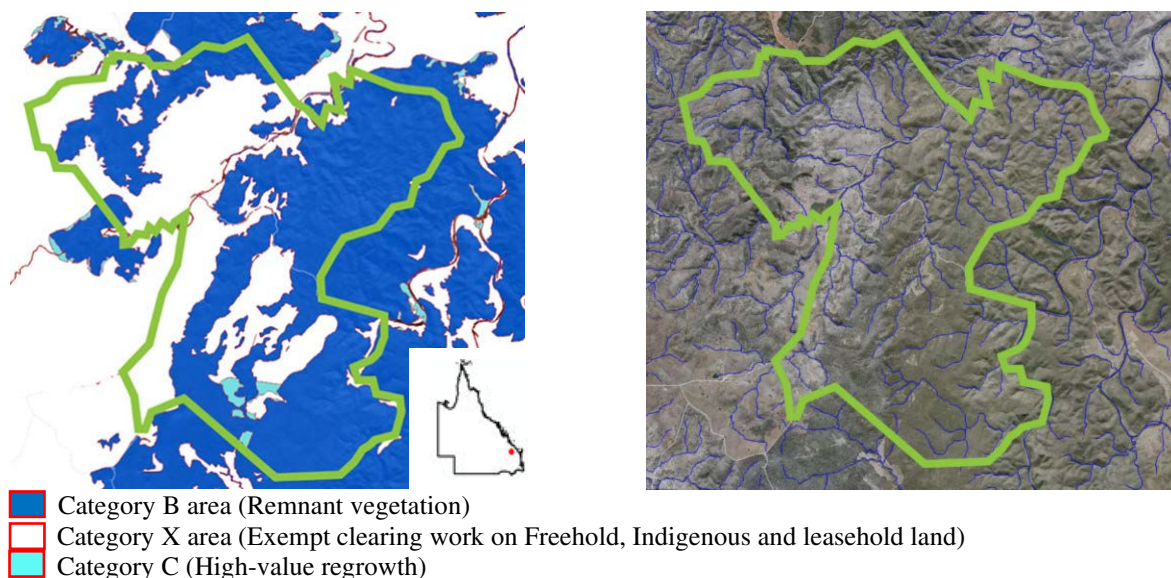 Category B area (Remnant vegetation)
Category X area (Exempt clearing work on Freehold, Indigenous and leasehold land)
Category C (High-value regrowth)